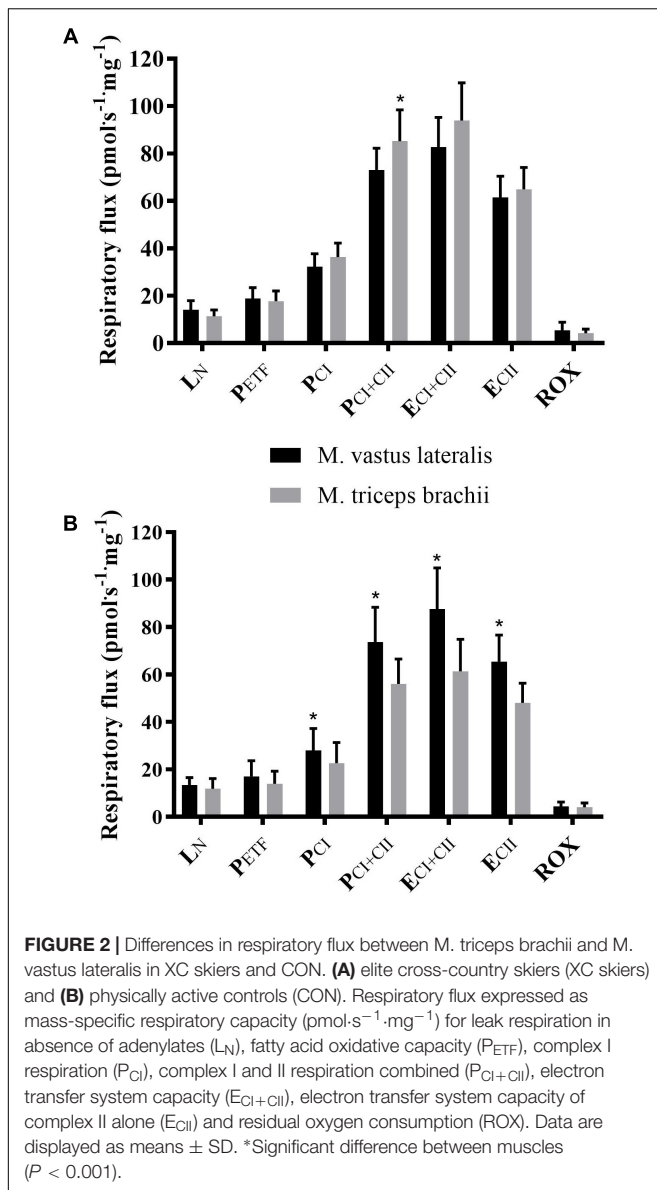 A
Respiratory flux (pmol·s⁻¹·mg⁻¹)
120
100
80
60
40
20
0
*
LN
PETF
PCI
PCI+CII
ECI+CII
ECII
ROX
M. vastus lateralis
M. triceps brachii
B
Respiratory flux (pmol·s⁻¹·mg⁻¹)
120
100
80
60
40
20
0
*
*
*
*
LN
PETF
PCI
PCI+CII
ECI+CII
ECII
ROX
FIGURE 2 | Differences in respiratory flux between M. triceps brachii and M.
vastus lateralis in XC skiers and CON. (A) elite cross-country skiers (XC skiers)
and (B) physically active controls (CON). Respiratory flux expressed as
mass-specific respiratory capacity (pmol·s⁻¹·mg⁻¹) for leak respiration in
absence of adenylates (LN), fatty acid oxidative capacity (PETF), complex I
respiration (PCI), complex I and II respiration combined (PCI+CII), electron
transfer system capacity (ECI+CII), electron transfer system capacity of
complex II alone (ECII) and residual oxygen consumption (ROX). Data are
displayed as means ± SD. *Significant difference between muscles
(P < 0.001).